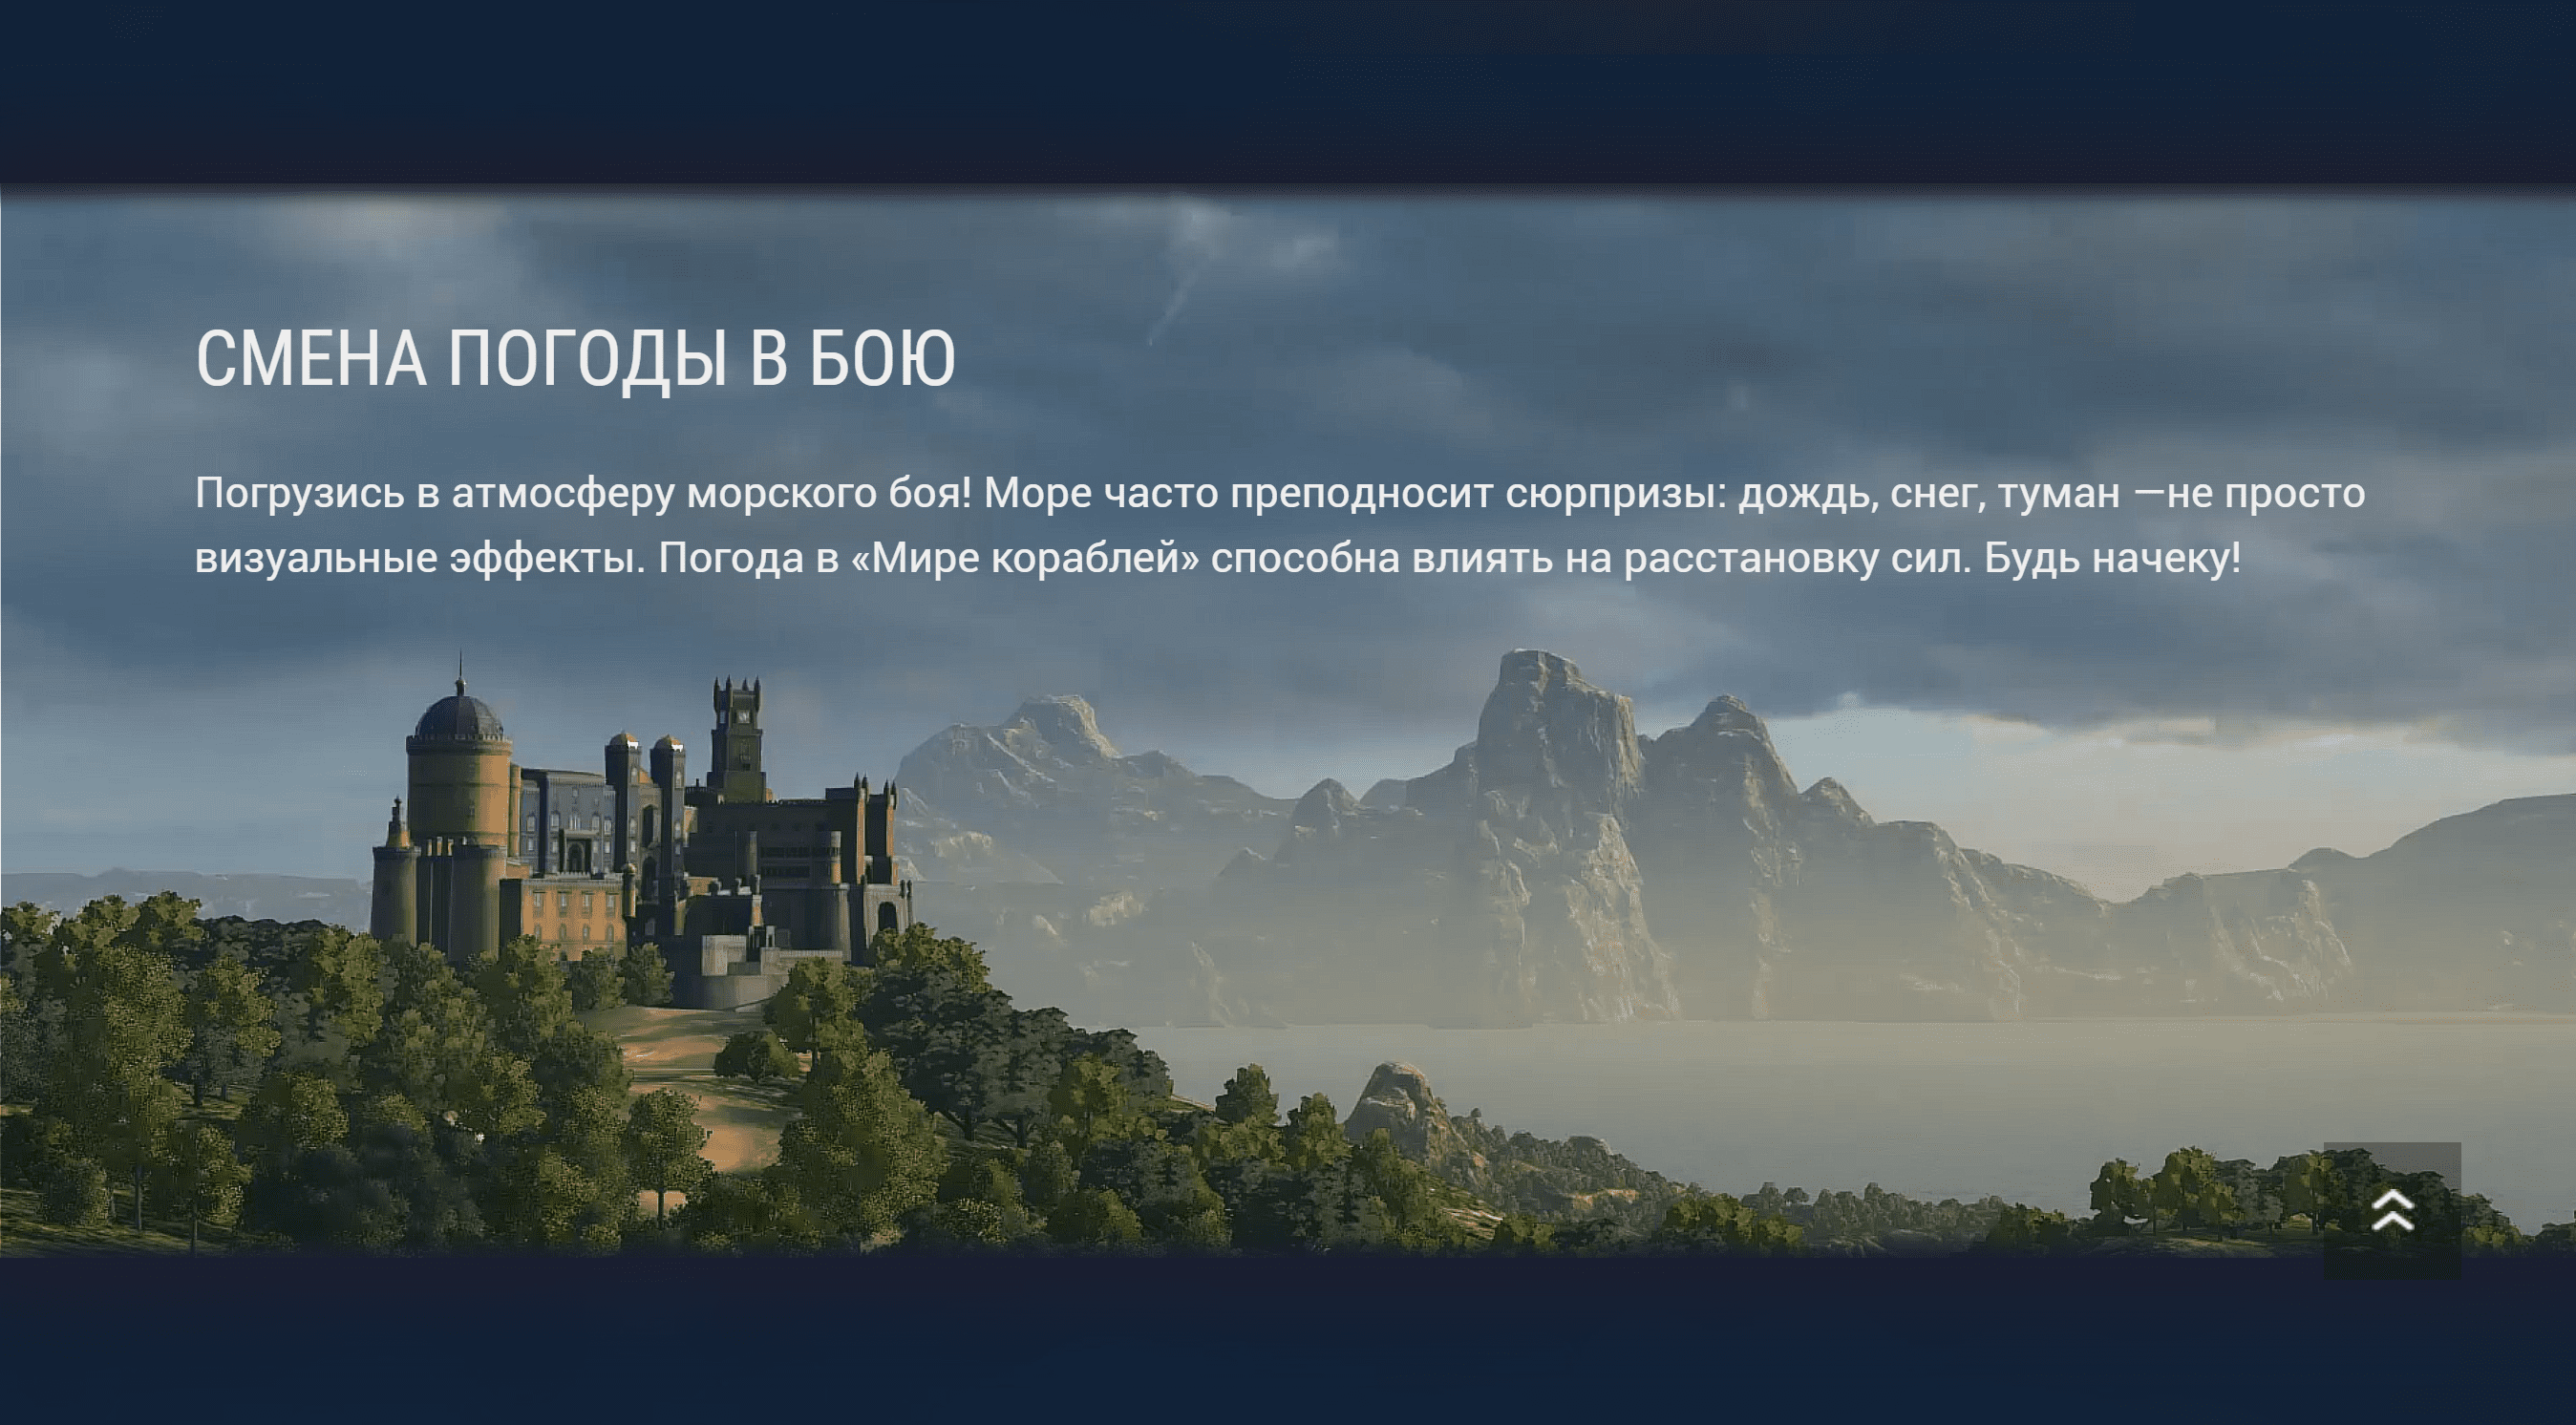 СМЕНА ПОГОДЫ В БОЮ
Погрузись в атмосферу морского боя! Море часто преподносит сюрпризы: дождь, снег, туман —не просто
визуальные эффекты. Погода в «Мире кораблей» способна влиять на расстановку сил. Будь начеку!